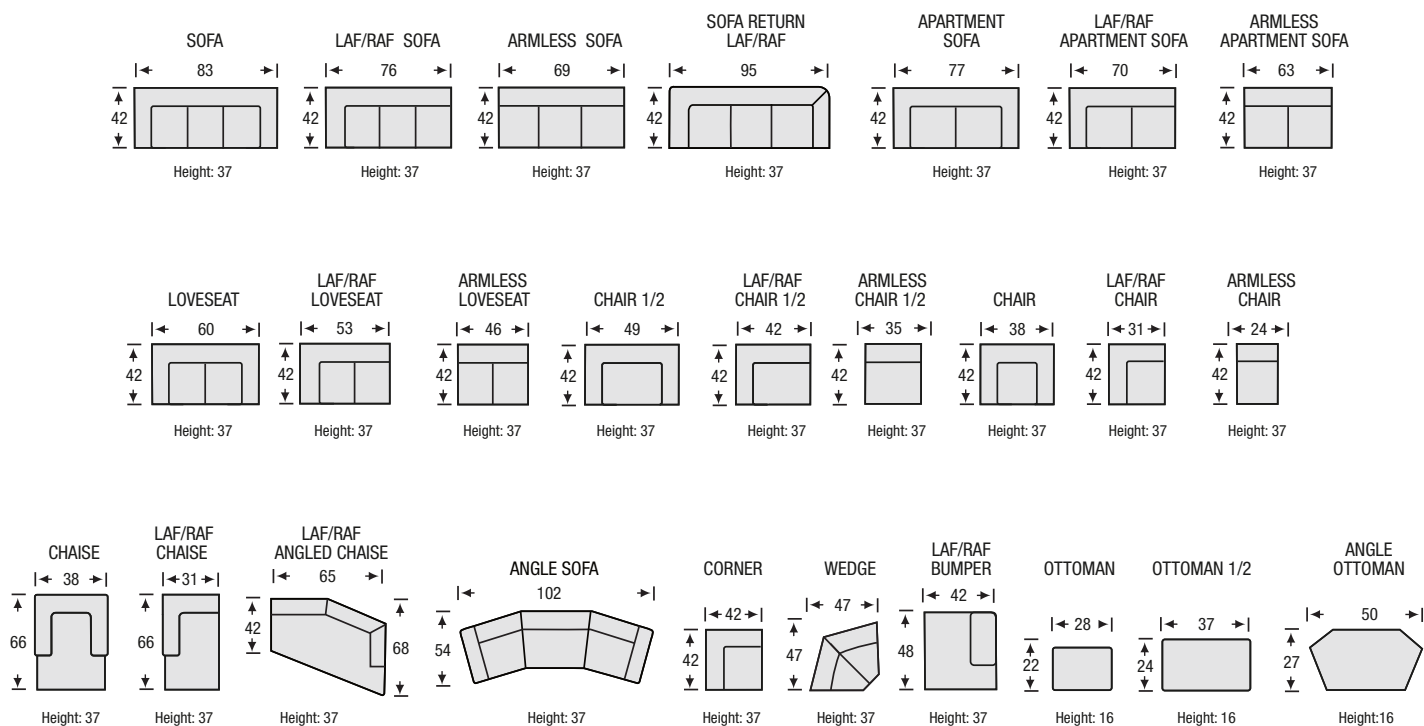 SOFA
83
42
Height: 37
LAF/RAF SOFA
76
42
Height: 37
ARMLESS SOFA
69
42
Height: 37
SOFA RETURN
LAF/RAF
95
42
Height: 37
APARTMENT
SOFA
77
42
Height: 37
LAF/RAF
APARTMENT SOFA
70
42
Height: 37
ARMLESS
APARTMENT SOFA
63
42
Height: 37
LOVESEAT
60
42
Height: 37
LAF/RAF
LOVESEAT
53
42
Height: 37
ARMLESS
LOVESEAT
46
42
Height: 37
CHAIR 1/2
49
42
Height: 37
LAF/RAF
CHAIR 1/2
42
42
Height: 37
ARMLESS
CHAIR 1/2
35
42
Height: 37
CHAIR
38
42
Height: 37
LAF/RAF
CHAIR
31
42
Height: 37
ARMLESS
CHAIR
24
42
Height: 37
CHAISE
38
66
Height: 37
LAF/RAF
CHAISE
31
66
Height: 37
LAF/RAF
ANGLED CHAISE
65
42
68
Height: 37
ANGLE SOFA
102
54
Height: 37
CORNER
42
42
Height: 37
WEDGE
47
47
Height: 37
LAF/RAF
BUMPER
42
48
Height: 37
OTTOMAN
28
22
Height: 16
OTTOMAN 1/2
37
24
Height: 16
ANGLE
OTTOMAN
50
27
Height:16